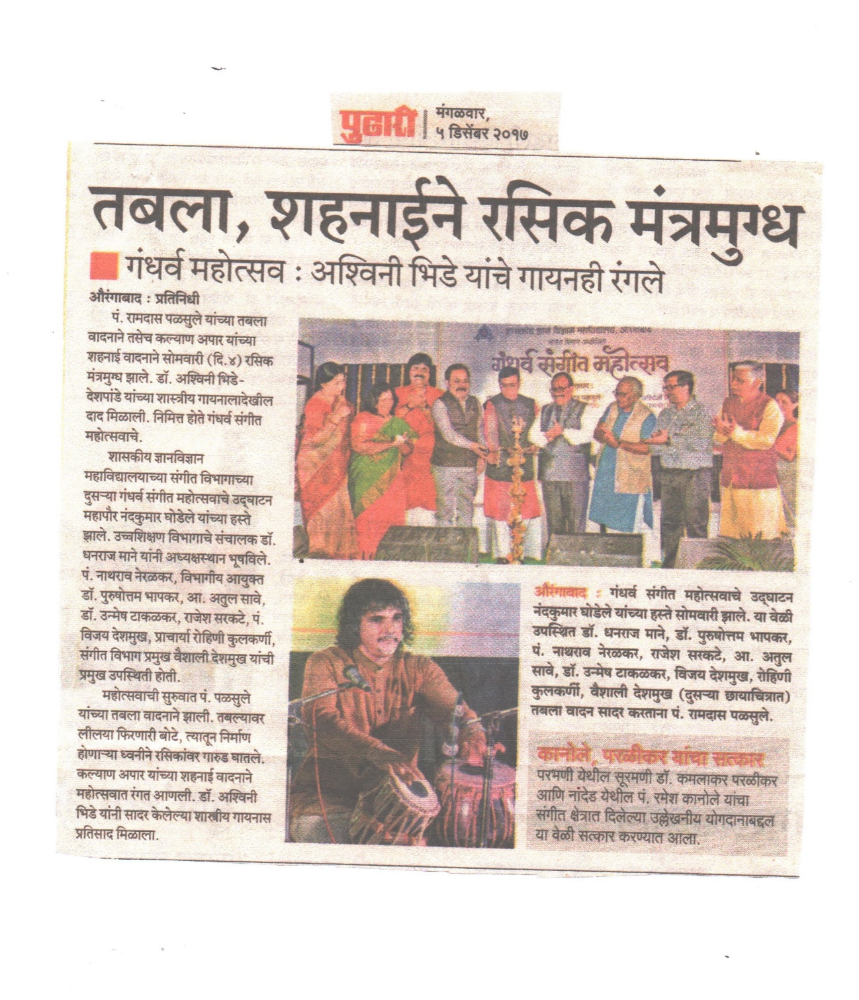 पुढारी
मंगळवार,
५ डिसेंबर २०१७
तबला, शहनाईने रसिक मंत्रमुग्ध
गंधर्व महोत्सव : अश्विनी भिडे यांचे गायनही रंगले
औरंगाबाद : प्रतिनिधी
पं. रामदास पळसुले यांच्या तबला
वादनाने तसेच कल्याण अपार यांच्या
शहनाई वादनाने सोमवारी (दि.४) रसिक
मंत्रमुग्ध झाले. डॉ. अश्विनी भिडे-
देशपांडे यांच्या शास्त्रीय गायनालादेखील
दाद मिळाली. निमित्त होते गंधर्व संगीत
महोत्सवाचे.
शासकीय ज्ञानविज्ञान
महाविद्यालयाच्या संगीत विभागाच्या
दुसऱ्या गंधर्व संगीत महोत्सवाचे उद्‌घाटन
महापौर नंदकुमार घोडेले यांच्या हस्ते
झाले. उच्चशिक्षण विभागाचे संचालक डॉ.
धनराज माने यांनी अध्यक्षस्थान भूषविले.
पं. नाथराव नेरळकर, विभागीय आयुक्त
डॉ. पुरुषोत्तम भापकर, आ. अतुल सावे,
डॉ. उन्मेष टाकळकर, राजेश सरकटे, पं.
विजय देशमुख, प्राचार्या रोहिणी कुलकर्णी,
संगीत विभाग प्रमुख वैशाली देशमुख यांची
प्रमुख उपस्थिती होती.
महोत्सवाची सुरुवात पं. पळसुले
यांच्या तबला वादनाने झाली. तबल्यावर
लीलया फिरणारी बोटे, त्यातून निर्माण
होणाऱ्या ध्वनीने रसिकांवर गारुड घातले.
कल्याण अपार यांच्या शहनाई वादनाने
महोत्सवात रंगत आणली. डॉ. अश्विनी
भिडे यांनी सादर केलेल्या शास्त्रीय गायनास
प्रतिसाद मिळाला.
शासकीय ज्ञान विज्ञान महाविद्यालय, औरंगाबाद
गंधर्व संगीत महोत्सव
औरंगाबाद : गंधर्व संगीत महोत्सवाचे उद्‌घाटन
नंदकुमार घोडेले यांच्या हस्ते सोमवारी झाले. या वेळी
उपस्थित डॉ. धनराज माने, डॉ. पुरुषोत्तम भापकर,
पं. नाथराव नेरळकर, राजेश सरकटे, आ. अतुल
सावे, डॉ. उन्मेष टाकळकर, विजय देशमुख, रोहिणी
कुलकर्णी, वैशाली देशमुख (दुसऱ्या छायाचित्रात)
तबला वादन सादर करताना पं. रामदास पळसुले.
कानोले, परळीकर यांचा सत्कार
परभणी येथील सूरमणी डॉ. कमलाकर परळीकर
आणि नांदेड येथील पं. रमेश कानोले यांचा
संगीत क्षेत्रात दिलेल्या उल्लेखनीय योगदानाबद्दल
या वेळी सत्कार करण्यात आला.